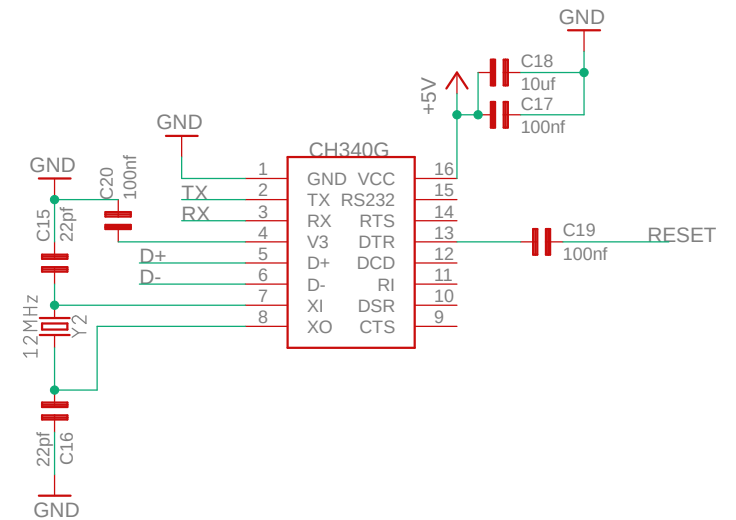 GND
C18
10uf
+5V
C17
100nf
GND
CH340G
GND
C20
100nf
1
GND
VCC
16
TX
2
TX
RS232
15
RX
3
RX
RTS
14
C15
22pf
4
V3
DTR
13
C19
100nf
RESET
D+
5
D+
DCD
12
D-
6
D-
RI
11
7
XI
DSR
10
8
XO
CTS
9
12MHz
Y2
22pf
C16
GND